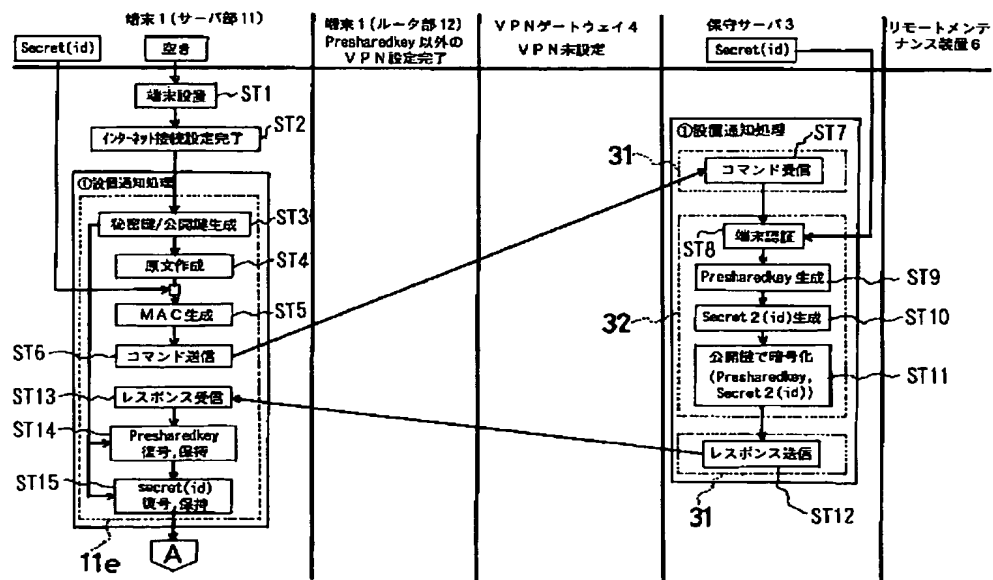 端末1(サーバ部11)
端末1(ルータ部12)
Presharedkey以外の
VPN設定完了
VPNゲートウェイ4
VPN未設定
保守サーバ3
リモートメンテ
ナンス装置6
Secret(id)
空き
Secret(id)
端末設置
ST1
インターネット接続設定完了
ST2
①設置通知処理
秘密鍵/公開鍵生成
ST3
原文作成
ST4
MAC生成
ST5
ST6
コマンド送信
ST13
レスポンス受信
ST14
Presharedkey
復号,保持
ST15
secret(id)
復号,保持
11e
A
①設置通知処理
ST7
31
コマンド受信
ST8
端末認証
Presharedkey生成
ST9
32
Secret2(id)生成
ST10
公開鍵で暗号化
(Presharedkey,
Secret2(id))
ST11
レスポンス送信
31
ST12